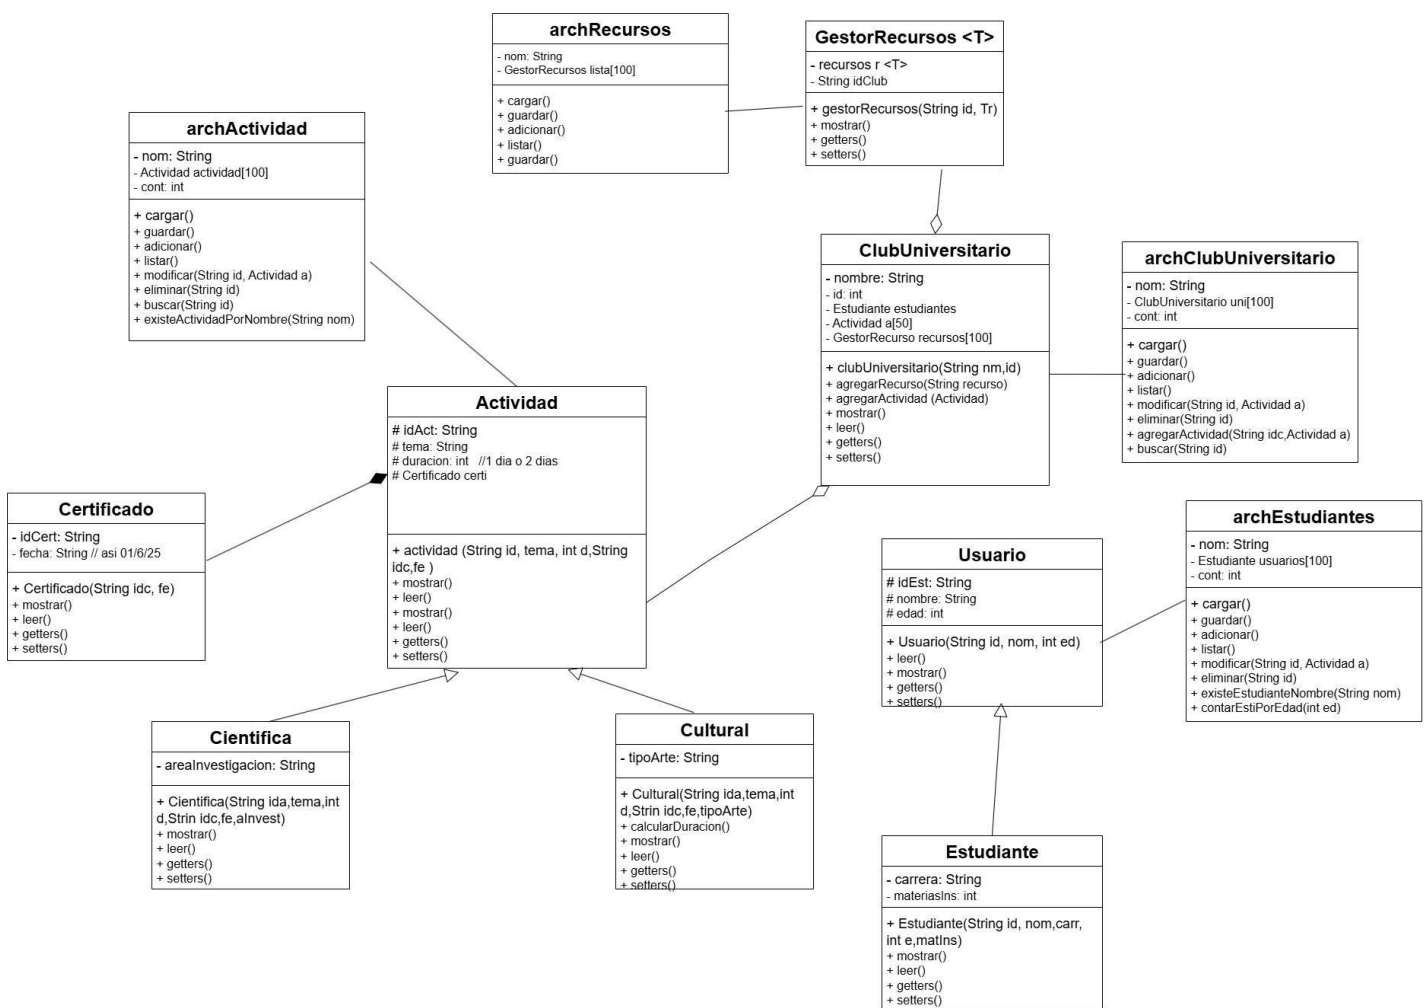 archRecursos
- nom: String
- GestorRecursos lista[100]
+ cargar()
+ guardar()
+ adicionar()
+ listar()
+ guardar()
GestorRecursos <T>
- recursos r <T>
- String idClub
+ gestorRecursos(String id, Tr)
+ mostrar()
+ getters()
+ setters()
archActividad
- nom: String
- Actividad actividad[100]
- cont: int
+ cargar()
+ guardar()
+ adicionar()
+ listar()
+ modificar(String id, Actividad a)
+ eliminar(String id)
+ buscar(String id)
+ existeActividadPorNombre(String nom)
ClubUniversitario
- nombre: String
- id: int
- Estudiante estudiantes
- Actividad a[50]
- GestorRecurso recursos[100]
+ clubUniversitario(String nm,id)
+ agregarRecurso(String recurso)
+ agregarActividad (Actividad)
+ mostrar()
+ leer()
+ getters()
+ setters()
archClubUniversitario
- nom: String
- ClubUniversitario uni[100]
- cont: int
+ cargar()
+ guardar()
+ adicionar()
+ listar()
+ modificar(String id, Actividad a)
+ eliminar(String id)
+ agregarActividad(String idc,Actividad a)
+ buscar(String id)
Actividad
# idAct: String
# tema: String
# duracion: int   //1 dia o 2 dias
# Certificado certi
+ actividad (String id, tema, int d,String
idc,fe )
+ mostrar()
+ leer()
+ mostrar()
+ leer()
+ getters()
+ setters()
Certificado
- idCert: String
- fecha: String // asi 01/6/25
+ Certificado(String idc, fe)
+ mostrar()
+ leer()
+ getters()
+ setters()
Usuario
# idEst: String
# nombre: String
# edad: int
+ Usuario(String id, nom, int ed)
+ leer()
+ mostrar()
+ getters()
+ setters()
archEstudiantes
- nom: String
- Estudiante usuarios[100]
- cont: int
+ cargar()
+ guardar()
+ adicionar()
+ listar()
+ modificar(String id, Actividad a)
+ eliminar(String id)
+ existeEstudianteNombre(String nom)
+ contarEstiPorEdad(int ed)
Cientifica
- areaInvestigacion: String
+ Cientifica(String ida,tema,int
d,Strin idc,fe,aInvest)
+ mostrar()
+ leer()
+ getters()
+ setters()
Cultural
- tipoArte: String
+ Cultural(String ida,tema,int
d,Strin idc,fe,tipoArte)
+ calcularDuracion()
+ mostrar()
+ leer()
+ getters()
+ setters()
Estudiante
- carrera: String
- materiasIns: int
+ Estudiante(String id, nom,carr,
int e,matIns)
+ mostrar()
+ leer()
+ getters()
+ setters()